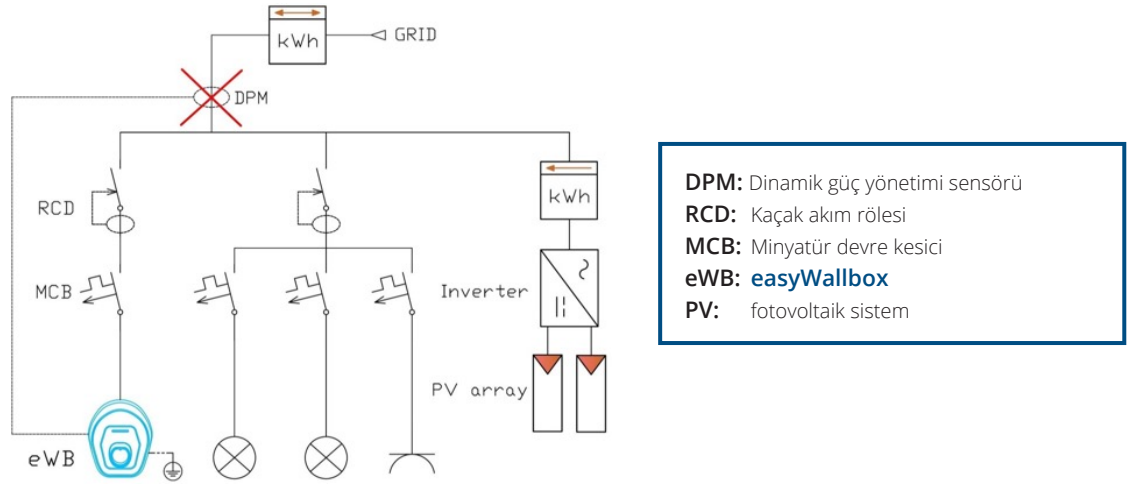 kWh
GRID
DPM
RCD
kWh
MCB
Inverter
PV array
eWB
DPM: Dinamik güç yönetimi sensörü
RCD: Kaçak akım rölesi
MCB: Minyatür devre kesici
eWB: easyWallbox
PV: fotovoltaik sistem